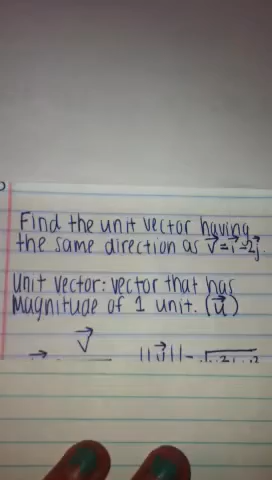 Find the unit vector having
the same direction as v⃗=i⃗-2j⃗.
Unit vector: vector that has
magnitude of 1 unit. (u⃗)
v⃗
||v⃗||=